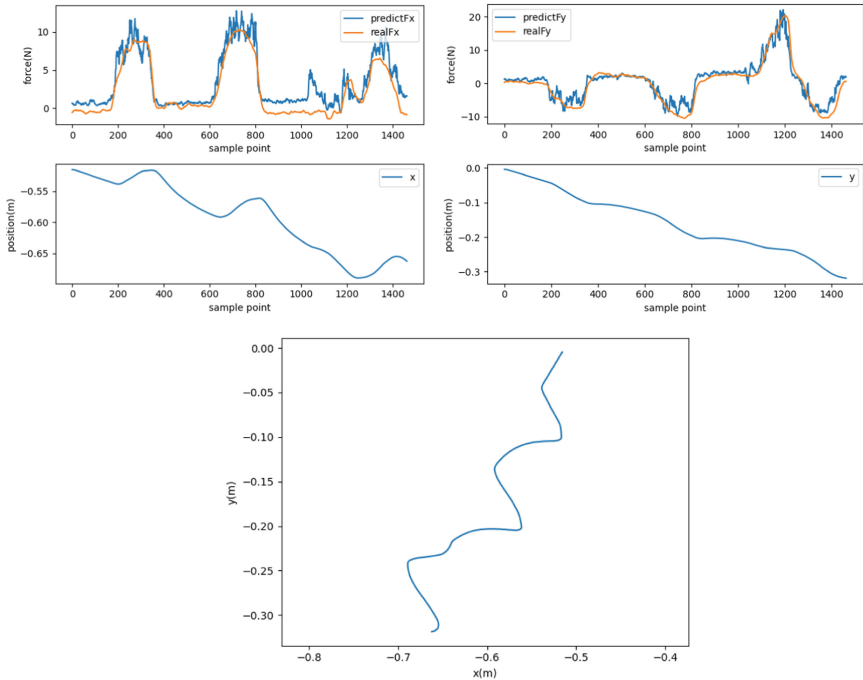 predictFx
realFx
force(N)
10
5
0
0 200 400 600 800 1000 1200 1400
sample point
predictFy
realFy
force(N)
20
10
0
−10
0 200 400 600 800 1000 1200 1400
sample point
x
position(m)
−0.55
−0.60
−0.65
0 200 400 600 800 1000 1200 1400
sample point
y
position(m)
0.0
−0.1
−0.2
−0.3
0 200 400 600 800 1000 1200 1400
sample point
y(m)
0.00
−0.05
−0.10
−0.15
−0.20
−0.25
−0.30
−0.8 −0.7 −0.6 −0.5 −0.4
x(m)